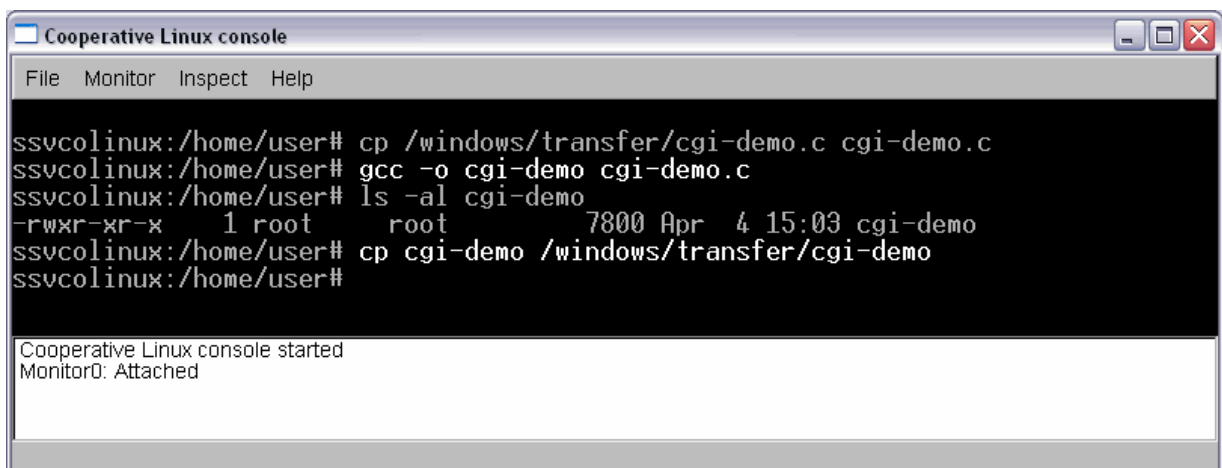 Cooperative Linux console
File Monitor Inspect Help
ssvcolinux:/home/user# cp /windows/transfer/cgi-demo.c cgi-demo.c
ssvcolinux:/home/user# gcc -o cgi-demo cgi-demo.c
ssvcolinux:/home/user# ls -al cgi-demo
-rwxr-xr-x    1 root     root         7800 Apr  4 15:03 cgi-demo
ssvcolinux:/home/user# cp cgi-demo /windows/transfer/cgi-demo
ssvcolinux:/home/user#
Cooperative Linux console started
Monitor0: Attached